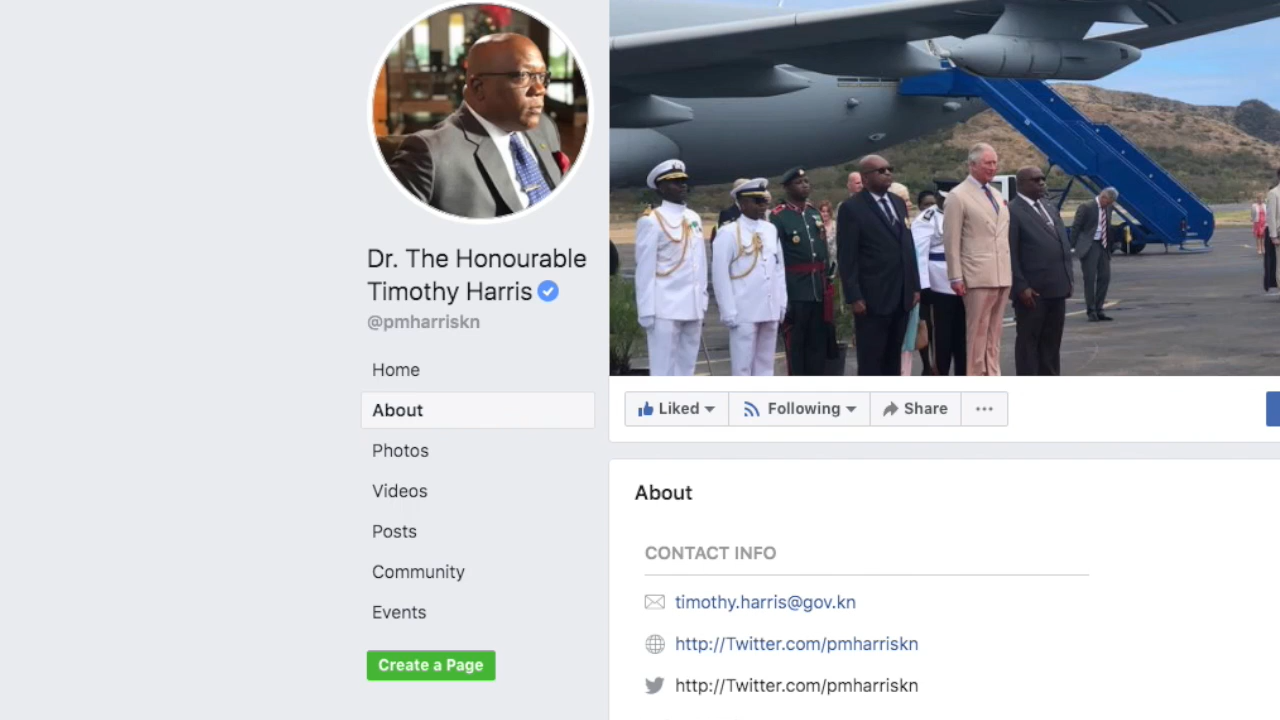 Dr. The Honourable
Timothy Harris
@pmharriskn
Home
About
Photos
Videos
Posts
Community
Events
Create a Page
Liked
Following
Share
About
CONTACT INFO
timothy.harris@gov.kn
http://Twitter.com/pmharriskn
http://Twitter.com/pmharriskn